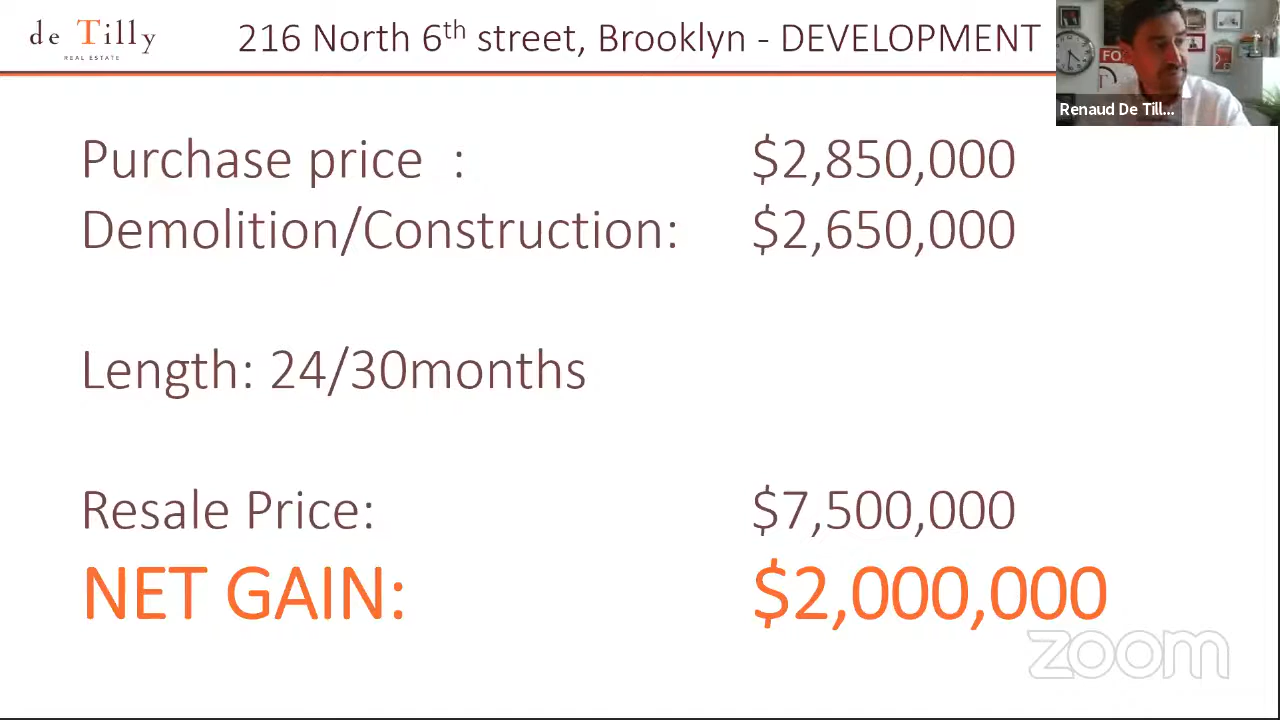 de Tilly
REAL ESTATE
216 North 6th street, Brooklyn - DEVELOPMENT
FO
Renaud De Till...
Purchase price : $2,850,000
Demolition/Construction: $2,650,000
Length: 24/30months
Resale Price: $7,500,000
NET GAIN: $2,000,000
zoom